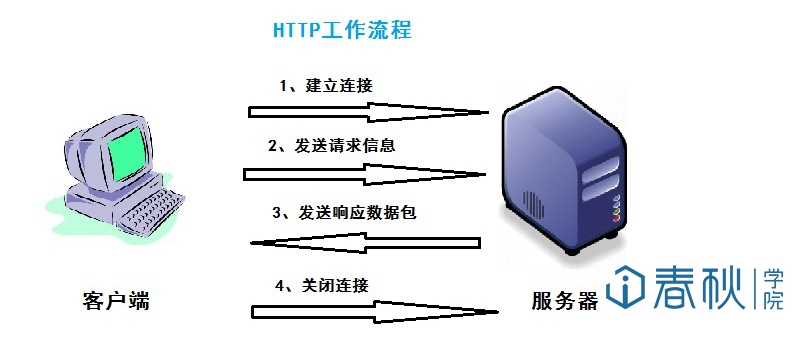 HTTP工作流程
1、建立连接
2、发送请求信息
3、发送响应数据包
4、关闭连接
客户端
服务器
i春秋学院